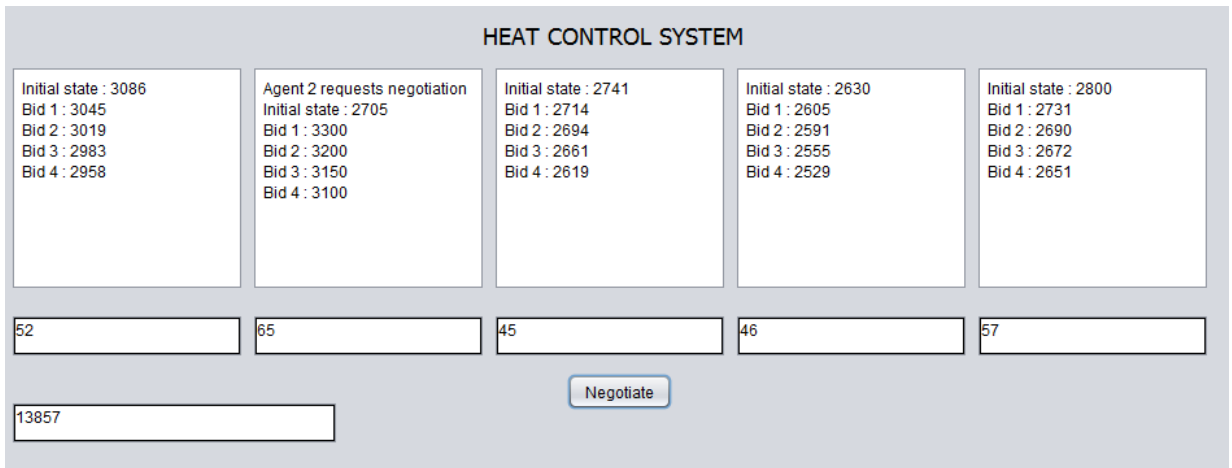 HEAT CONTROL SYSTEM
Initial state : 3086
Bid 1 : 3045
Bid 2 : 3019
Bid 3 : 2983
Bid 4 : 2958
Agent 2 requests negotiation
Initial state : 2705
Bid 1 : 3300
Bid 2 : 3200
Bid 3 : 3150
Bid 4 : 3100
Initial state : 2741
Bid 1 : 2714
Bid 2 : 2694
Bid 3 : 2661
Bid 4 : 2619
Initial state : 2630
Bid 1 : 2605
Bid 2 : 2591
Bid 3 : 2555
Bid 4 : 2529
Initial state : 2800
Bid 1 : 2731
Bid 2 : 2690
Bid 3 : 2672
Bid 4 : 2651
52
65
45
46
57
Negotiate
13857